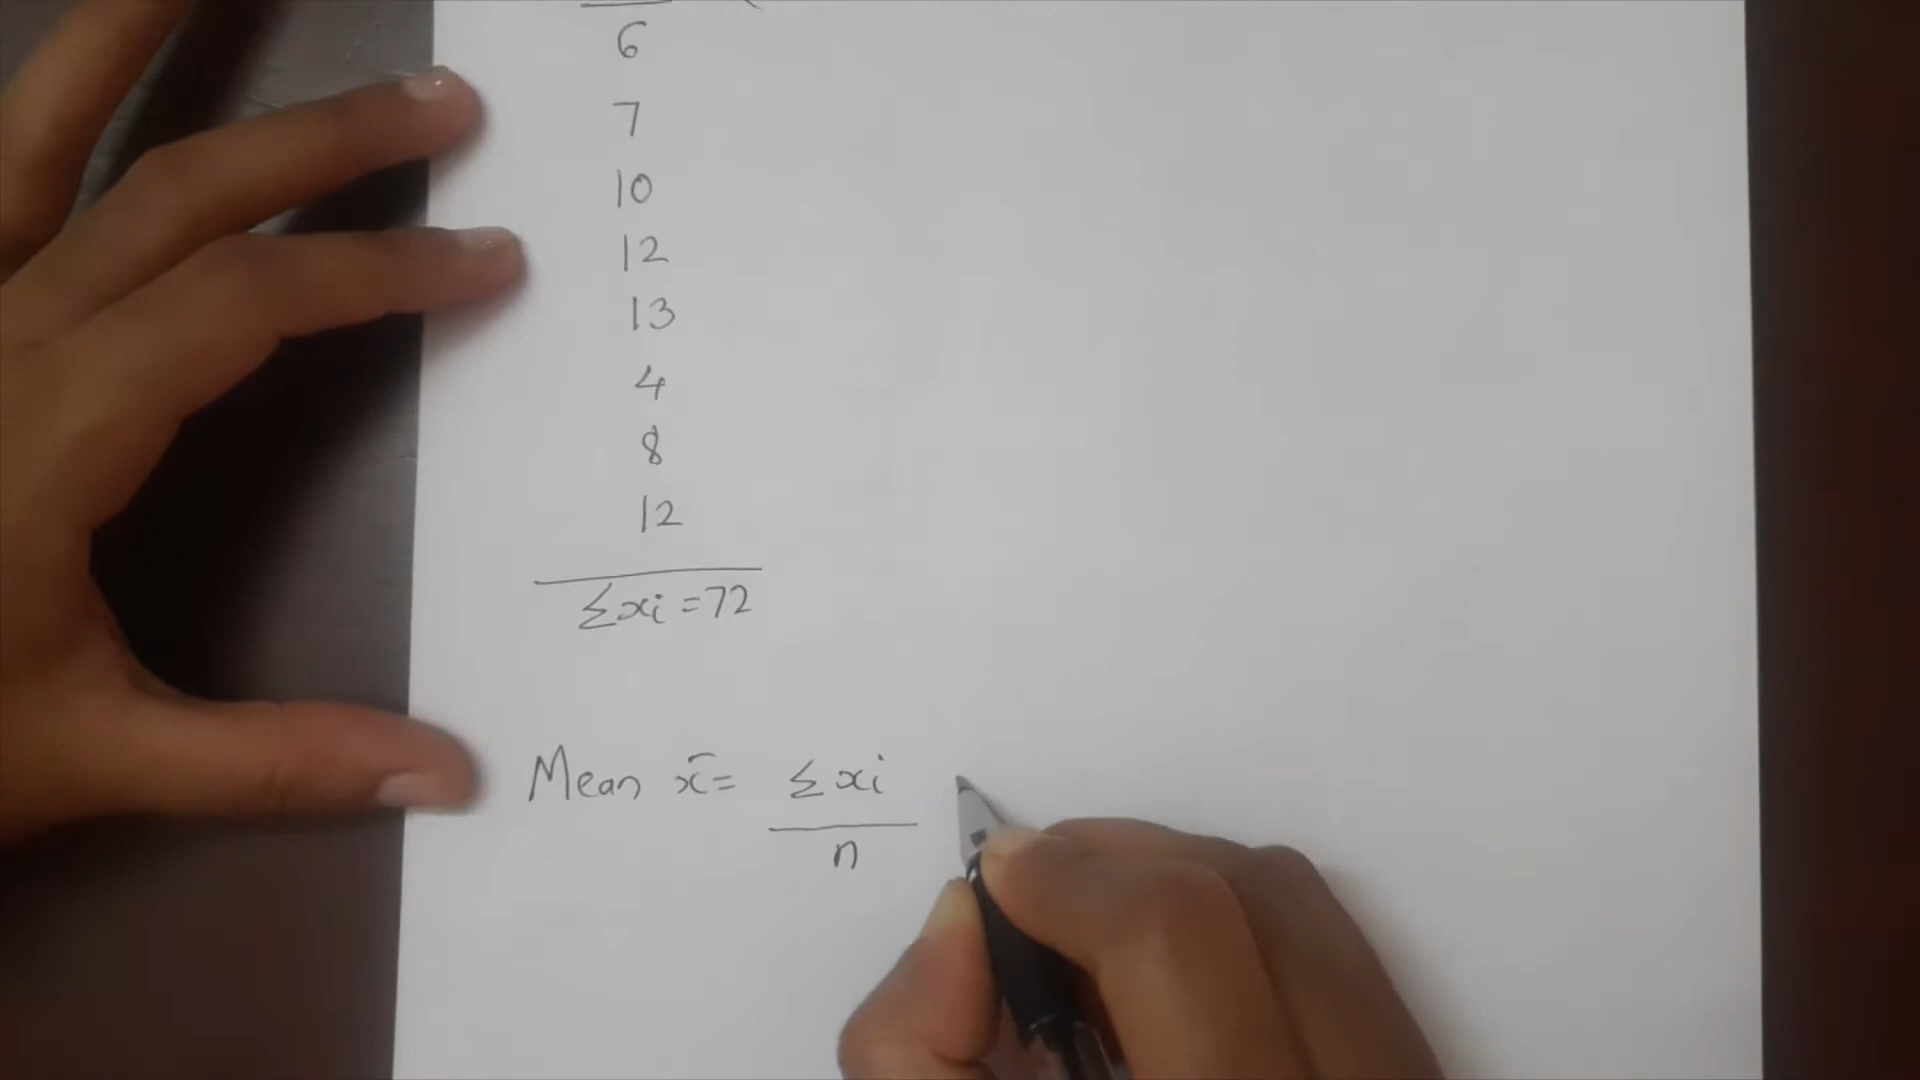 6
7
10
12
13
4
8
12
Σxi = 72
Mean x̄ = Σxi
n